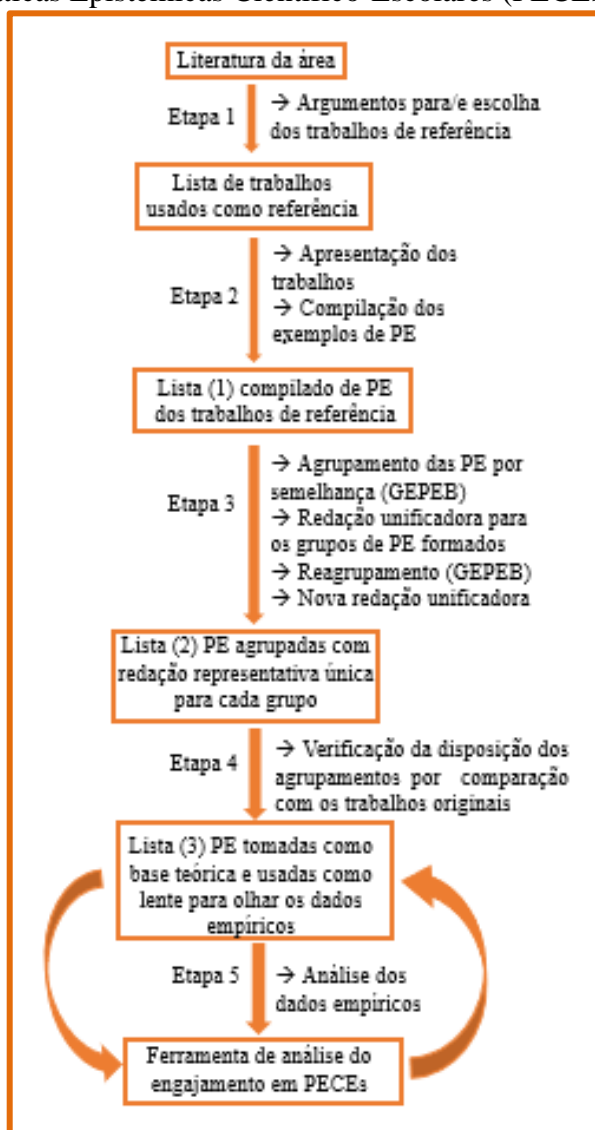 Literatura da área
Etapa 1
→ Argumentos para/e escolha
dos trabalhos de referência
Lista de trabalhos
usados como referência
Etapa 2
→ Apresentação dos
trabalhos
→ Compilação dos
exemplos de PE
Lista (1) compilado de PE
dos trabalhos de referência
Etapa 3
→ Agrupamento das PE por
semelhança (GEPEB)
→ Redação unificadora para
os grupos de PE formados
→ Reagrupamento (GEPEB)
→ Nova redação unificadora
Lista (2) PE agrupadas com
redação representativa única
para cada grupo
Etapa 4
→ Verificação da disposição dos
agrupamentos por comparação
com os trabalhos originais
Lista (3) PE tomadas como
base teórica e usadas como
lente para olhar os dados
empíricos
Etapa 5
→ Análise dos
dados empíricos
Ferramenta de análise do
engajamento em PECEs